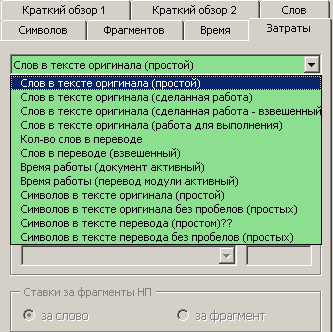 Краткий обзор 1 Краткий обзор 2 Слов
Символов Фрагментов Время Затраты
Слов в тексте оригинала (простой)
Слов в тексте оригинала (простой)
Слов в тексте оригинала (сделанная работа)
Слов в тексте оригинала (сделанная работа - взвешенный
Слов в тексте оригинала (работа для выполнения)
Кол-во слов в переводе
Слов в переводе (взвешенный)
Время работы (документ активный)
Время работы (перевод модули активный)
Символов в тексте оригинала (простой)
Символов в тексте оригинала без пробелов (простых)
Символов в тексте перевода (простом)??
Символов в тексте перевода без пробелов (простых)
Ставки за фрагменты НП
за слово за фрагмент